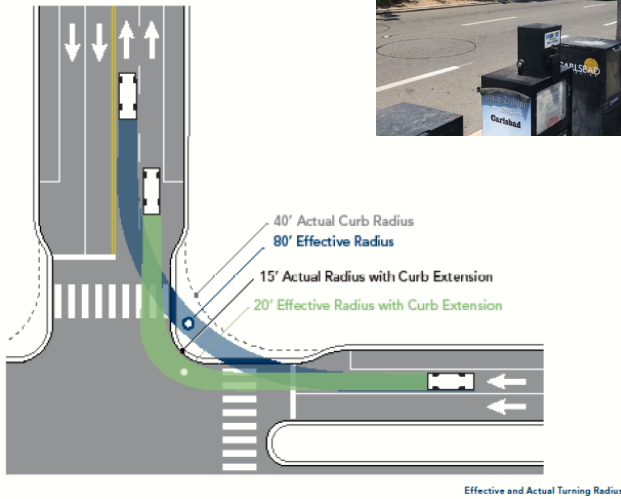 CARLSBAD
Carlsbad
40' Actual Curb Radius
80' Effective Radius
15' Actual Radius with Curb Extension
20' Effective Radius with Curb Extension
Effective and Actual Turning Radius